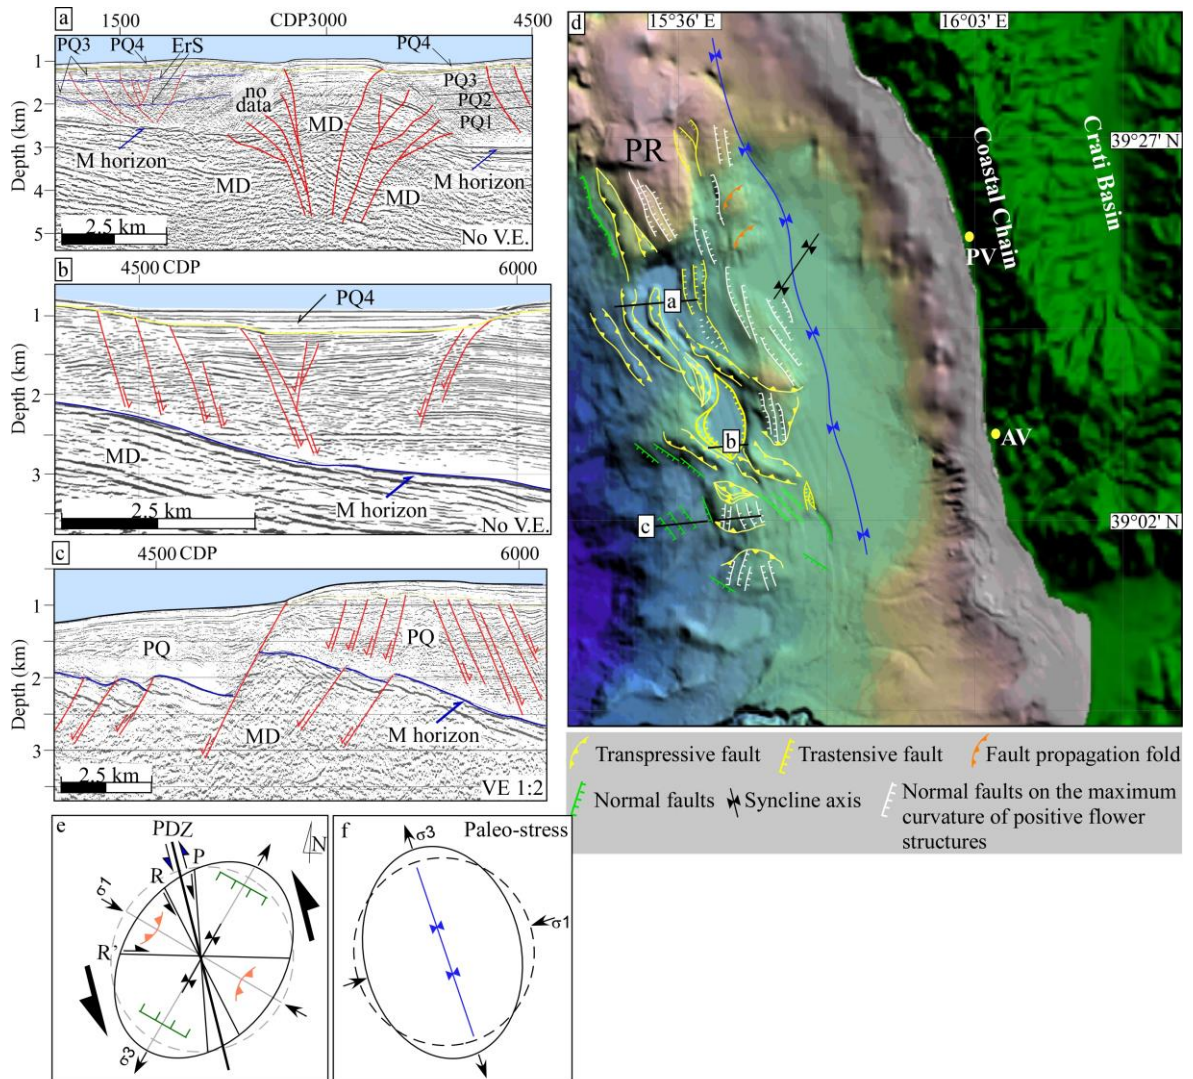 a
1500 CDP3000 4500
PQ3 PQ4 ErS PQ4
PQ3
PQ2
PQ1
no
data
MD
M horizon
MD
MD
M horizon
Depth (km)
1
2
3
4
5
2.5 km
No V.E.
b
4500 CDP 6000
PQ4
Depth (km)
1
2
3
MD
M horizon
2.5 km
No V.E.
c
4500 CDP 6000
Depth (km)
1
2
3
PQ
PQ
MD
M horizon
2.5 km
VE 1:2
d
15°36' E 16°03' E
39°27' N
39°02' N
PR
Coastal Chain
Crati Basin
PV
AV
a
b
c
Transpressive fault
Trastensive fault
Fault propagation fold
Normal faults
Syncline axis
Normal faults on the maximum
curvature of positive flower
structures
e
PDZ
N
P
R
R'
σ1
σ3
f
Paleo-stress
σ3
σ1